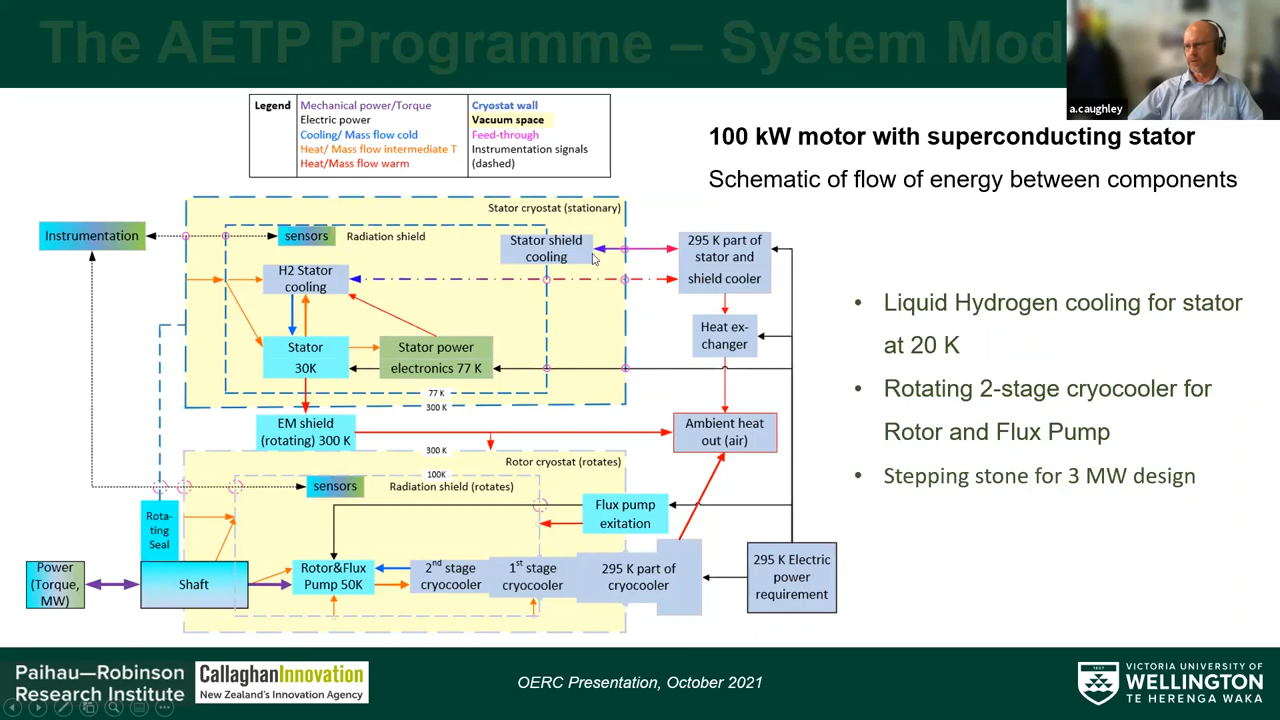 The AETP Programme – System Mod
a.caughley
Legend
Mechanical power/Torque
Electric power
Cooling/ Mass flow cold
Heat/ Mass flow intermediate T
Heat/Mass flow warm
Cryostat wall
Vacuum space
Feed-through
Instrumentation signals
(dashed)
100 kW motor with superconducting stator
Schematic of flow of energy between components
Stator cryostat (stationary)
Instrumentation
sensors
Radiation shield
Stator shield
cooling
295 K part of
stator and
shield cooler
H2 Stator
cooling
Heat ex-
changer
Stator
30K
Stator power
electronics 77 K
77 K
300 K
EM shield
(rotating) 300 K
Ambient heat
out (air)
300 K
Rotor cryostat (rotates)
100K
sensors
Radiation shield (rotates)
Flux pump
exitation
Rota-
ting
Seal
Power
(Torque,
MW)
Shaft
Rotor&Flux
Pump 50K
2nd stage
cryocooler
1st stage
cryocooler
295 K part of
cryocooler
295 K Electric
power
requirement
• Liquid Hydrogen cooling for stator
at 20 K
• Rotating 2-stage cryocooler for
Rotor and Flux Pump
• Stepping stone for 3 MW design
Paihau—Robinson
Research Institute
CallaghanInnovation
New Zealand's Innovation Agency
OERC Presentation, October 2021
VICTORIA UNIVERSITY OF
WELLINGTON
TE HERENGA WAKA